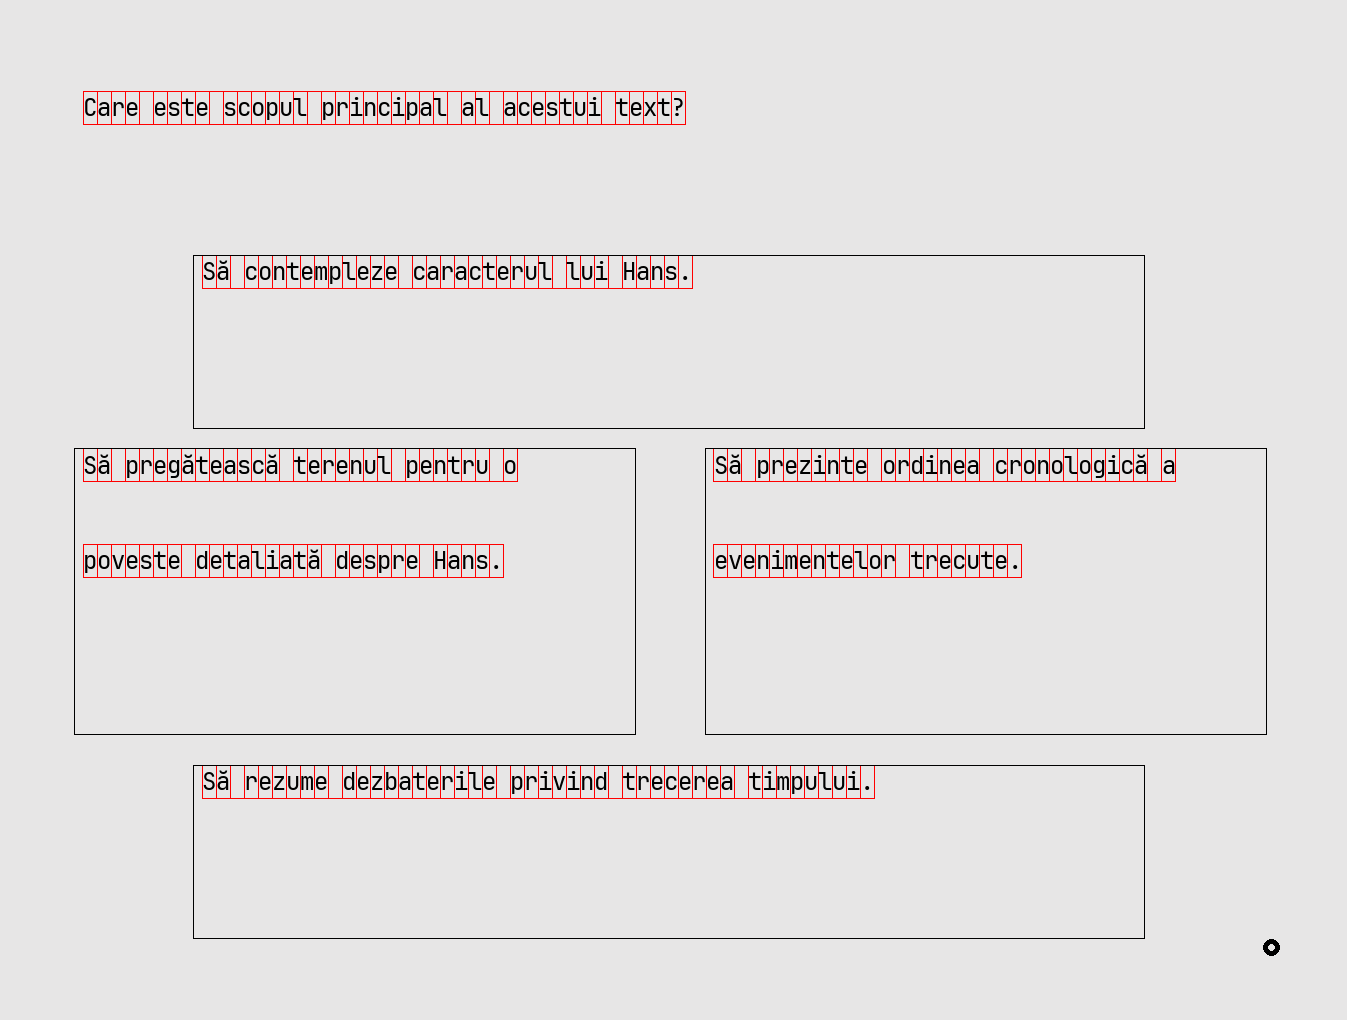 Care este scopul principal al acestui text?
Să contempleze caracterul lui Hans.
Să pregătească terenul pentru o
poveste detaliată despre Hans.
Să prezinte ordinea cronologică a
evenimentelor trecute.
Să rezume dezbaterile privind trecerea timpului.